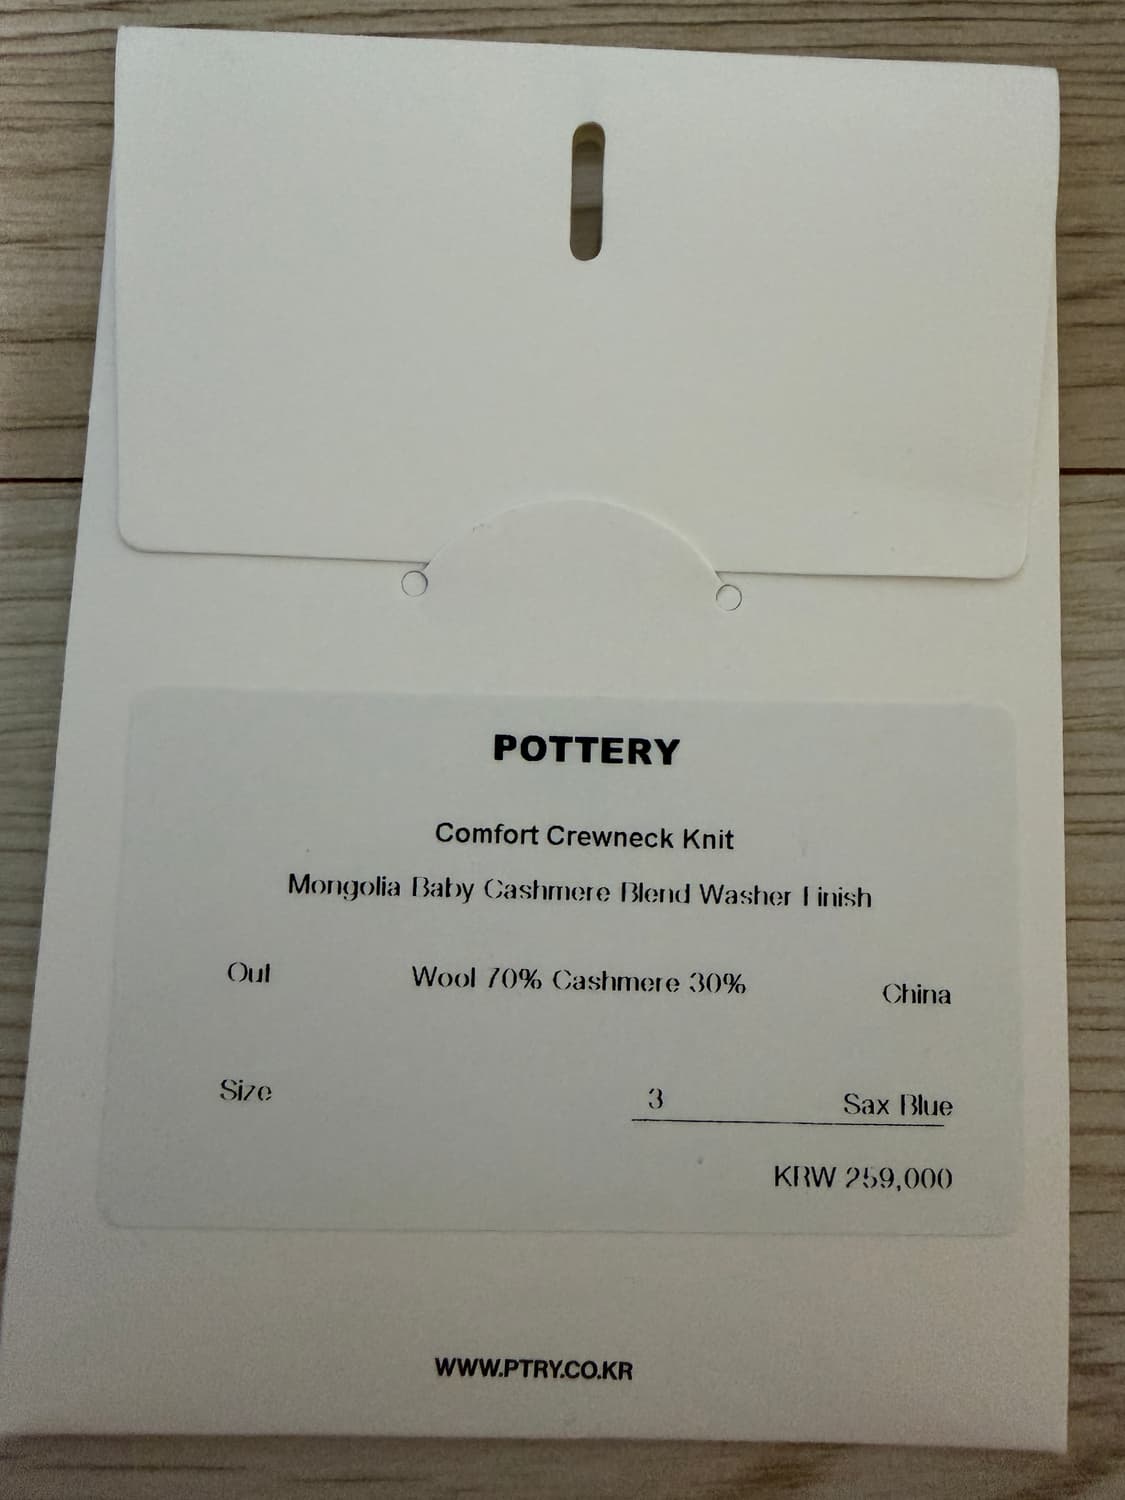 POTTERY
Comfort Crewneck Knit
Mongolia Baby Cashmere Blend Washer Finish
Out Wool 70% Cashmere 30% China
Size 3 Sax Blue
KRW 259,000
WWW.PTRY.CO.KR